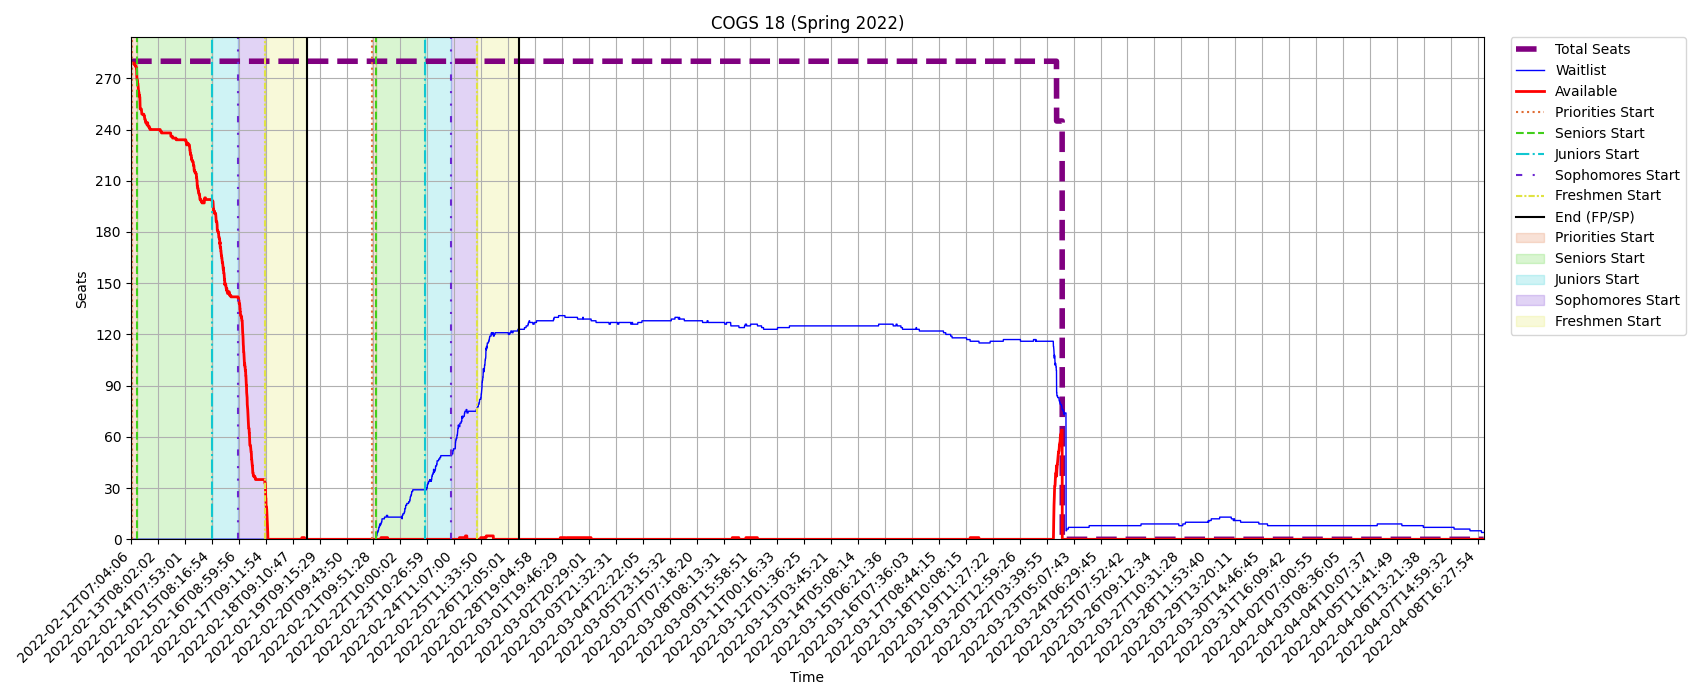 COGS 18 (Spring 2022)
Seats
270
240
210
180
150
120
90
60
30
0
2022-02-12T07:04:06
2022-02-13T08:02:02
2022-02-14T07:53:01
2022-02-15T08:16:54
2022-02-16T08:59:56
2022-02-17T09:11:54
2022-02-18T09:10:47
2022-02-19T09:15:29
2022-02-20T09:43:50
2022-02-21T09:51:28
2022-02-22T10:00:02
2022-02-23T10:26:59
2022-02-24T11:07:00
2022-02-25T11:33:50
2022-02-26T12:05:01
2022-02-28T19:04:58
2022-03-01T19:46:29
2022-03-02T20:29:01
2022-03-03T21:32:31
2022-03-04T22:22:05
2022-03-05T23:15:32
2022-03-07T07:18:20
2022-03-08T08:13:31
2022-03-09T15:58:51
2022-03-11T00:16:33
2022-03-12T01:36:25
2022-03-13T03:45:21
2022-03-14T05:08:14
2022-03-15T06:21:36
2022-03-16T07:36:03
2022-03-17T08:44:15
2022-03-18T10:08:15
2022-03-19T11:27:22
2022-03-20T12:59:26
2022-03-22T03:39:55
2022-03-23T05:07:43
2022-03-24T06:29:45
2022-03-25T07:52:42
2022-03-26T09:12:34
2022-03-27T10:31:28
2022-03-28T11:53:40
2022-03-29T13:20:11
2022-03-30T14:46:45
2022-03-31T16:09:42
2022-04-02T07:00:55
2022-04-03T08:36:05
2022-04-04T10:07:37
2022-04-05T11:41:49
2022-04-06T13:21:38
2022-04-07T14:59:32
2022-04-08T16:27:54
Time
Total Seats
Waitlist
Available
Priorities Start
Seniors Start
Juniors Start
Sophomores Start
Freshmen Start
End (FP/SP)
Priorities Start
Seniors Start
Juniors Start
Sophomores Start
Freshmen Start